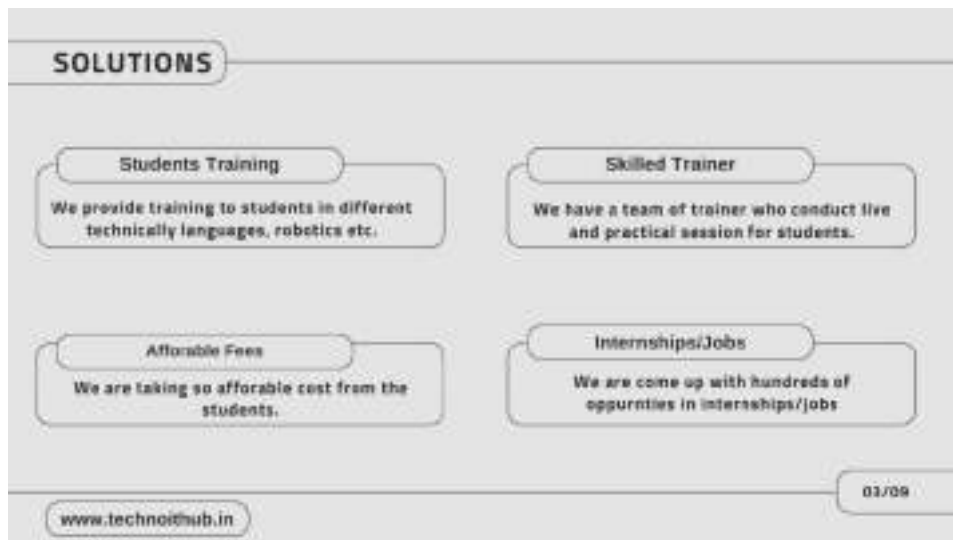 SOLUTIONS
Students Training
We provide training to students in different
technically languages, robotics etc.
Skilled Trainer
We have a team of trainer who conduct live
and practical session for students.
Afforable Fees
We are taking so afforable cost from the
students.
Internships/Jobs
We are come up with hundreds of
oppurnties in internships/jobs
03/09
www.technoithub.in